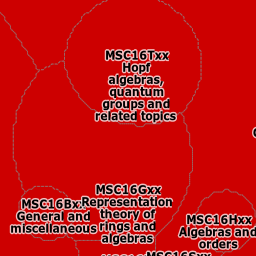 MSC16Txx
Hopf
algebras,
quantum
groups and
related topics
MSC16Gxx
Representation
theory of
rings and
algebras
MSC16Bxx
General and
miscellaneous
MSC16Hxx
Algebras and
orders